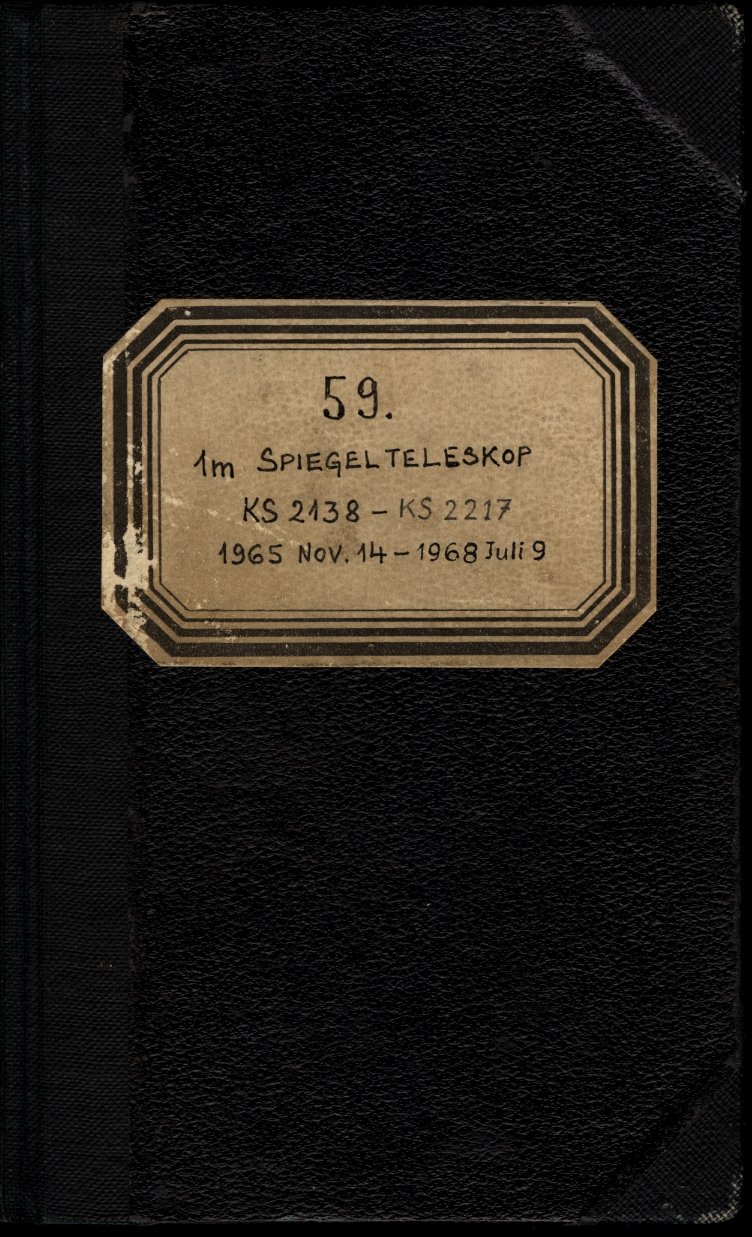 59.
1m SPIEGELTELESKOP
KS 2138 - KS 2217
1965 NOV. 14 - 1968 Juli 9